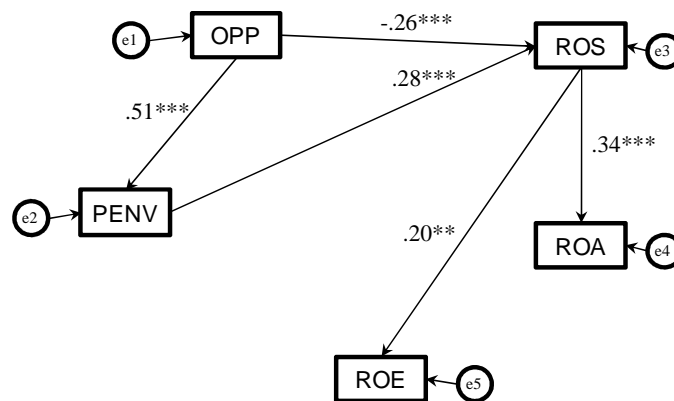 e1
OPP
-.26***
ROS
e3
.28***
.51***
.34***
e2
PENV
.20**
ROA
e4
ROE
e5